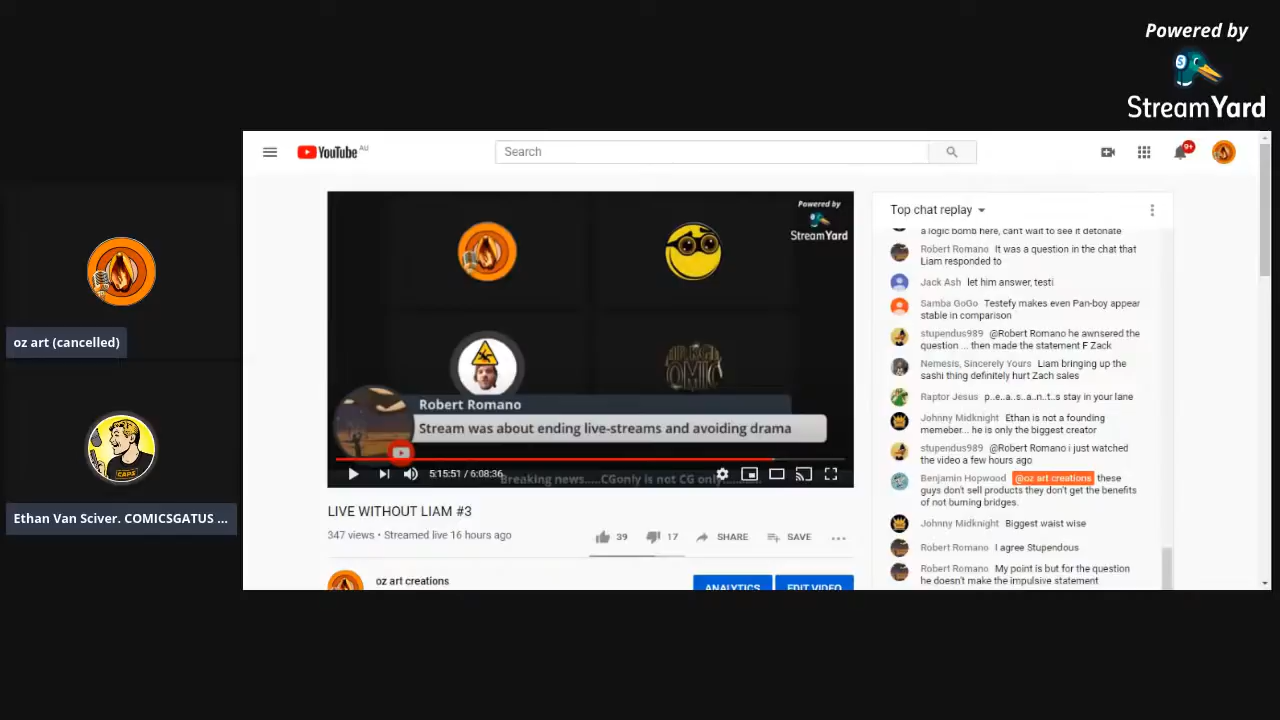 Powered by
StreamYard
YouTube AU
Search
9+
Powered by
StreamYard
Robert Romano
Stream was about ending live-streams and avoiding drama
5:15:51 / 6:08:36
Breaking news.....CGonly is not CG only.........
LIVE WITHOUT LIAM #3
347 views • Streamed live 16 hours ago
39
17
SHARE
SAVE
oz art creations
ANALYTICS
EDIT VIDEO
Top chat replay
a logic bomb here, cant wait to see it detonate
Robert Romano It was a question in the chat that
Liam responded to
Jack Ash let him answer, testi
Samba GoGo Testefy makes even Pan-boy appear
stable in comparison
stupendus989 @Robert Romano he awnsered the
question ... then made the statement F Zack
Nemesis, Sincerely Yours Liam bringing up the
sashi thing definitely hurt Zach sales
Raptor Jesus p..e..a..s..a..n..t..s stay in your lane
Johnny Midknight Ethan is not a founding
memeber... he is only the biggest creator
stupendus989 @Robert Romano i just watched
the video a few hours ago
Benjamin Hopwood @oz art creations these
guys don't sell products they don't get the benefits
of not burning bridges.
Johnny Midknight Biggest waist wise
Robert Romano I agree Stupendous
Robert Romano My point is but for the question
he doesn't make the impulsive statement
oz art (cancelled)
CAPS
Ethan Van Sciver. COMICSGATUS ...